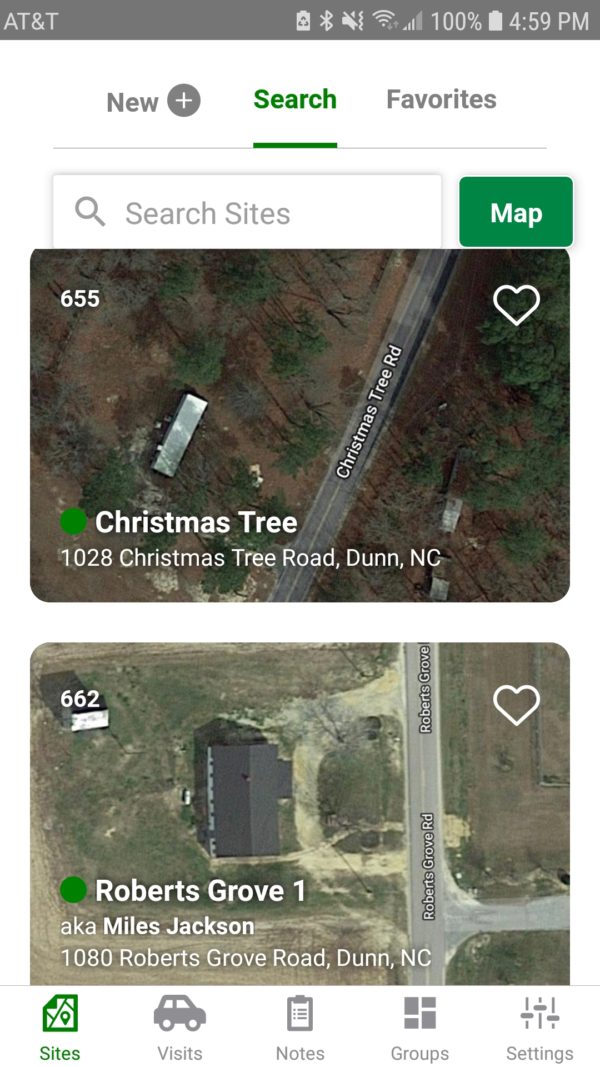 AT&T 100% 4:59 PM
New Search Favorites
Search Sites Map
655
Christmas Tree Rd
Christmas Tree
1028 Christmas Tree Road, Dunn, NC
662
Roberts Grove
Roberts Grove Rd
Roberts Grove 1
aka Miles Jackson
1080 Roberts Grove Road, Dunn, NC
Sites Visits Notes Groups Settings